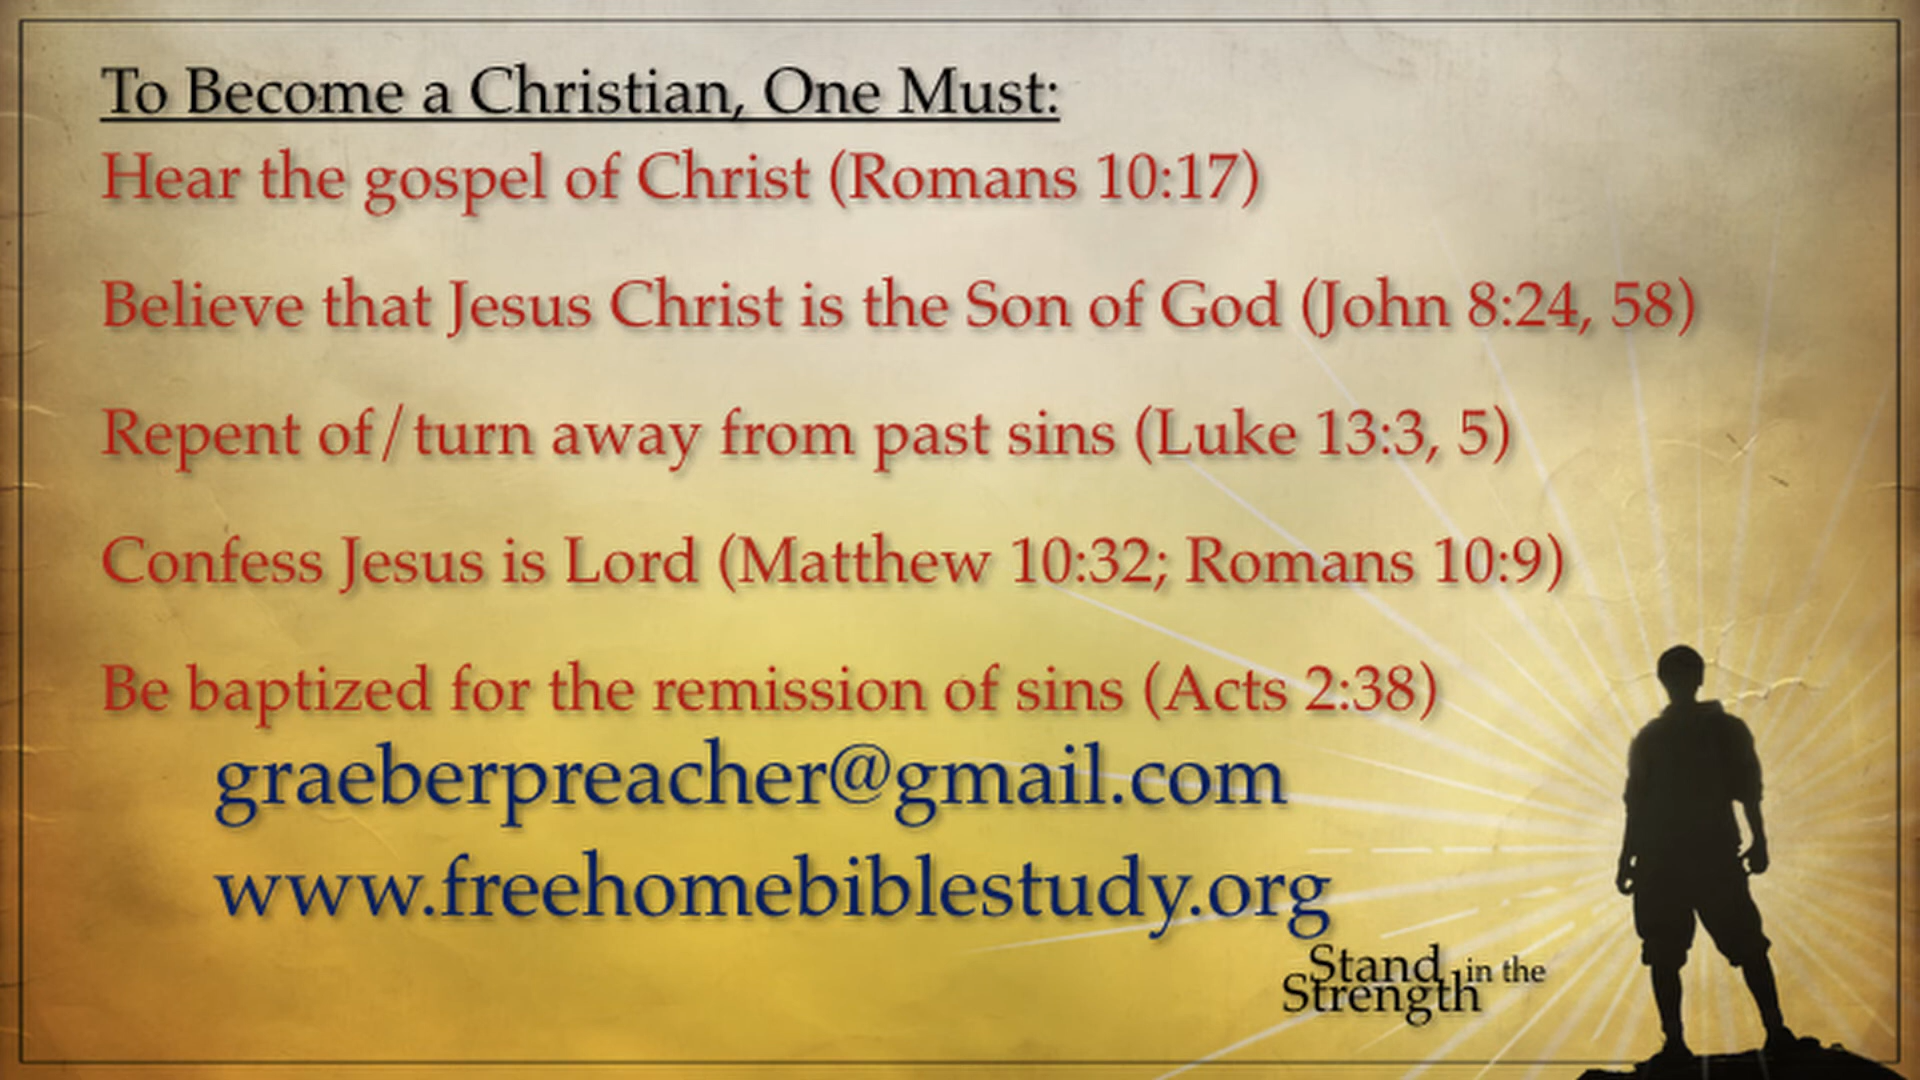 To Become a Christian, One Must:
Hear the gospel of Christ (Romans 10:17)
Believe that Jesus Christ is the Son of God (John 8:24, 58)
Repent of/turn away from past sins (Luke 13:3, 5)
Confess Jesus is Lord (Matthew 10:32; Romans 10:9)
Be baptized for the remission of sins (Acts 2:38)
graeberpreacher@gmail.com
www.freehomebiblestudy.org
Stand in the
Strength